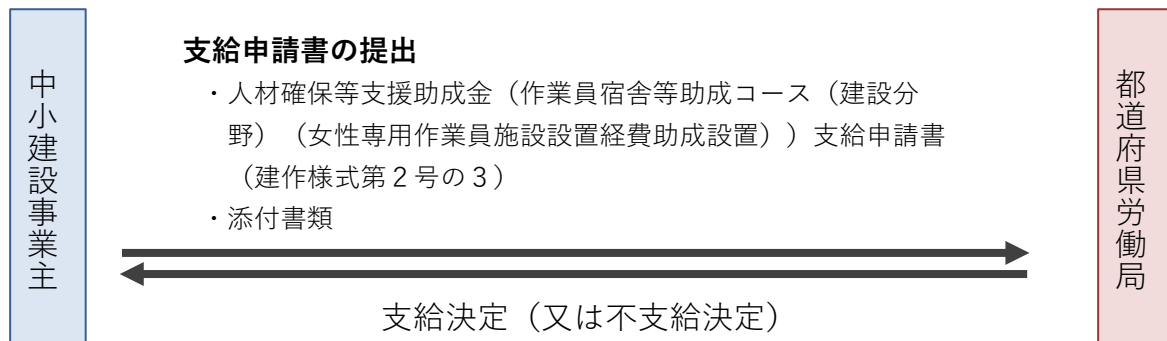 中小建設事業主
支給申請書の提出
・人材確保等支援助成金（作業員宿舎等助成コース（建設分
野）（女性専用作業員施設設置経費助成設置））支給申請書
（建作様式第２号の３）
・添付書類
支給決定（又は不支給決定）
都道府県労働局